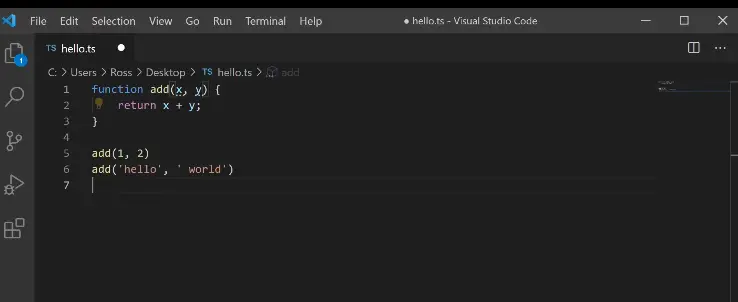 File Edit Selection View Go Run Terminal Help ● hello.ts - Visual Studio Code
TS hello.ts ●
C: > Users > Ross > Desktop > TS hello.ts > add
1 function add(x, y) {
2     return x + y;
3 }
4
5 add(1, 2)
6 add('hello', ' world')
7
1